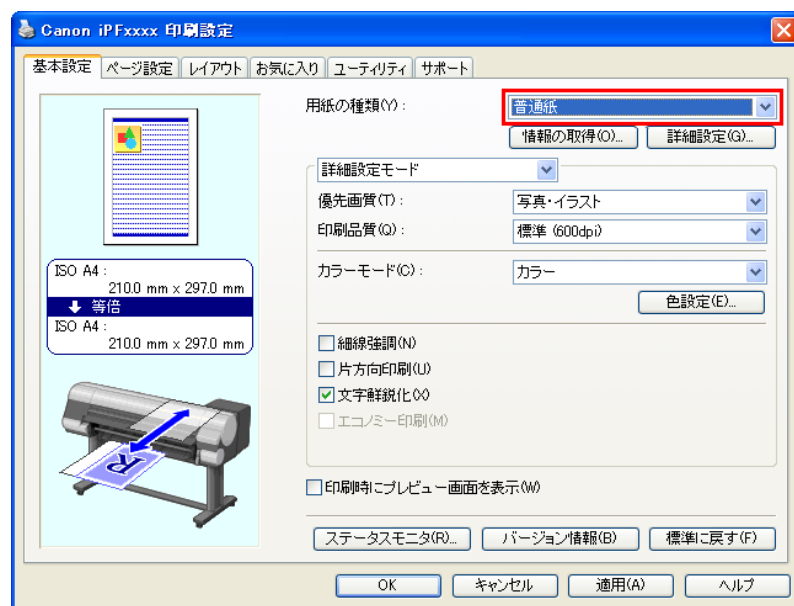 Canon iPFxxxx 印刷設定
基本設定 ページ設定 レイアウト お気に入り ユーティリティ サポート
用紙の種類(Y) : 普通紙
情報の取得(O)... 詳細設定(G)...
詳細設定モード
優先画質(T) : 写真・イラスト
印刷品質(Q) : 標準 (600dpi)
カラーモード(C) : カラー
色設定(E)...
ISO A4 :
210.0 mm x 297.0 mm
等倍
ISO A4 :
210.0 mm x 297.0 mm
細線強調(N)
片方向印刷(U)
文字鮮鋭化(X)
エコノミー印刷(M)
R
印刷時にプレビュー画面を表示(W)
ステータスモニタ(R)... バージョン情報(B) 標準に戻す(F)
OK キャンセル 適用(A) ヘルプ